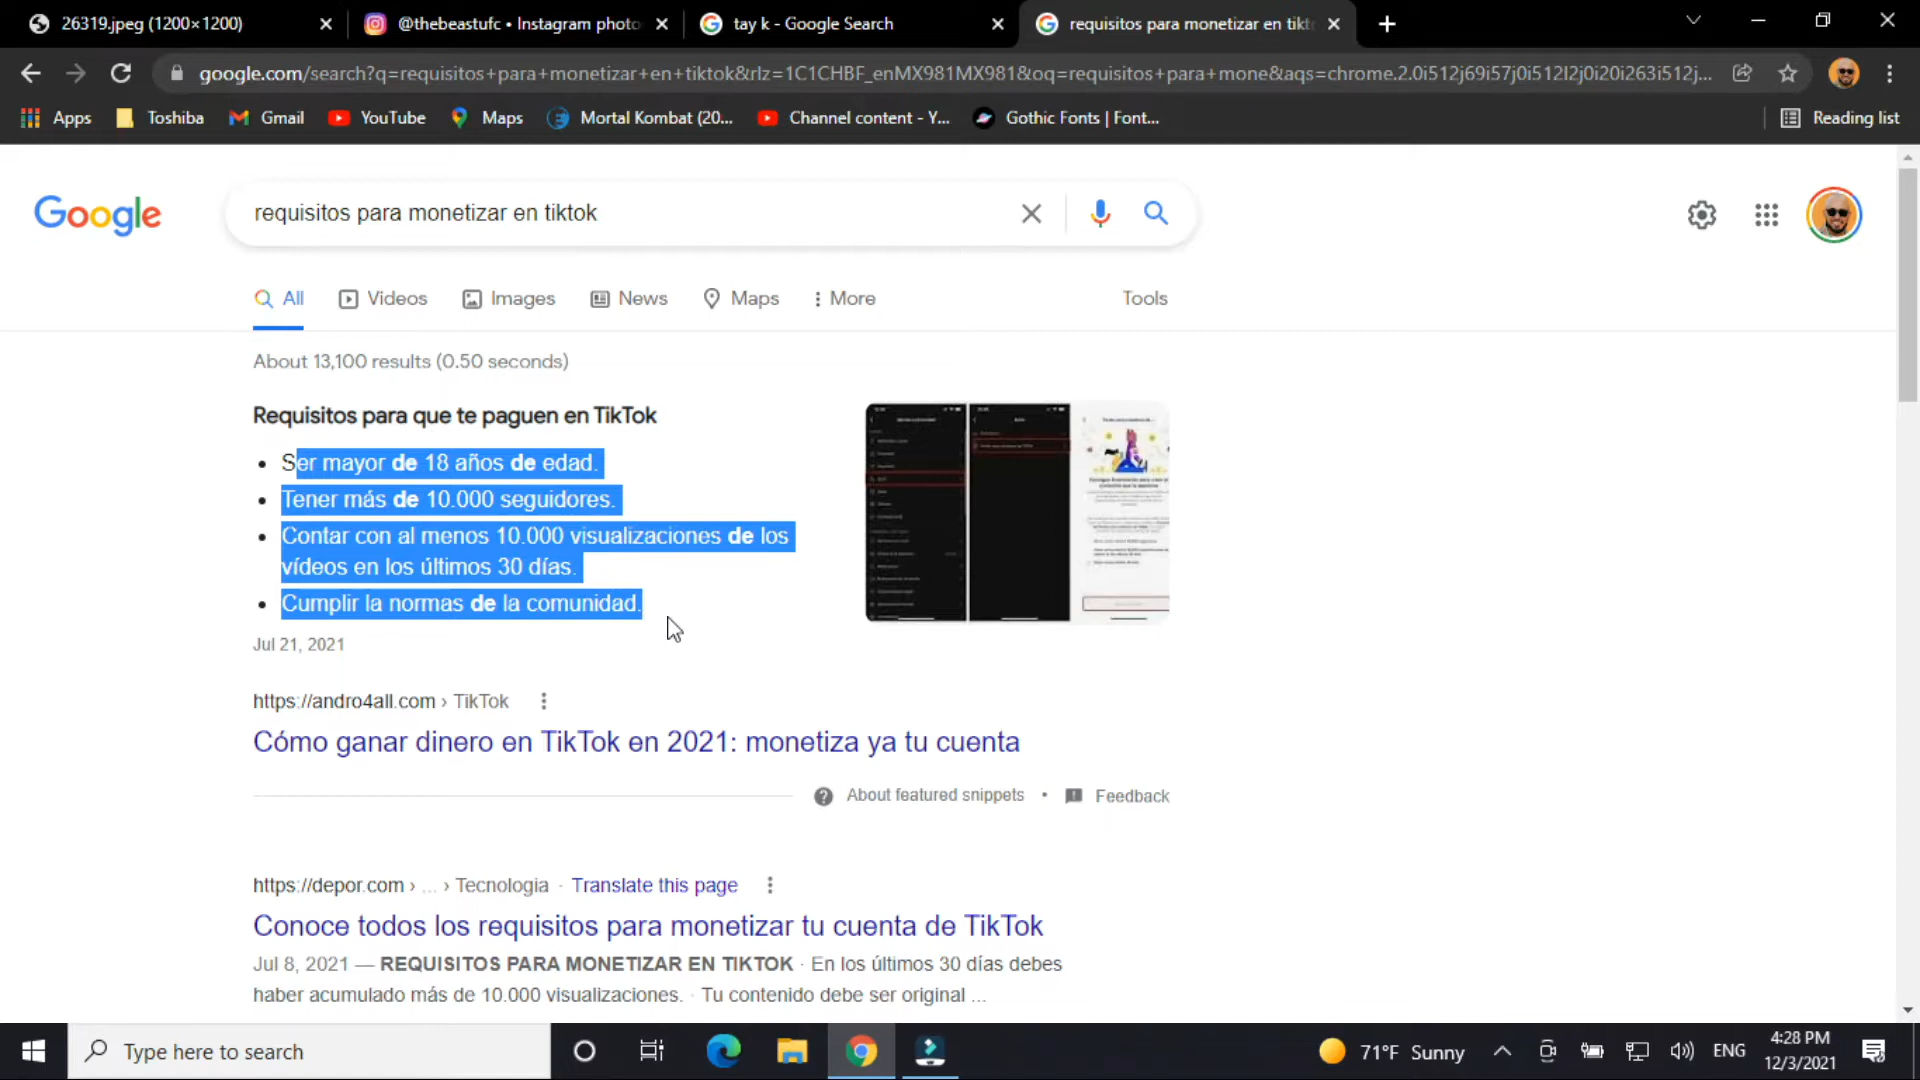 26319.jpeg (1200×1200)
@thebeastufc • Instagram photo
tay k - Google Search
requisitos para monetizar en tikt
google.com/search?q=requisitos+para+monetizar+en+tiktok&rlz=1C1CHBF_enMX981MX981&oq=requisitos+para+mone&aqs=chrome.2.0i512j69i57j0i512l2j0i20i263i512j...
Apps
Toshiba
Gmail
YouTube
Maps
Mortal Kombat (20...
Channel content - Y...
Gothic Fonts | Font...
Reading list
Google
requisitos para monetizar en tiktok
All
Videos
Images
News
Maps
More
Tools
About 13,100 results (0.50 seconds)
Requisitos para que te paguen en TikTok
Ser mayor de 18 años de edad.
Tener más de 10.000 seguidores.
Contar con al menos 10.000 visualizaciones de los
vídeos en los últimos 30 días.
Cumplir la normas de la comunidad.
Jul 21, 2021
https://andro4all.com › TikTok
Cómo ganar dinero en TikTok en 2021: monetiza ya tu cuenta
About featured snippets • Feedback
https://depor.com › ... › Tecnologia · Translate this page
Conoce todos los requisitos para monetizar tu cuenta de TikTok
Jul 8, 2021 — REQUISITOS PARA MONETIZAR EN TIKTOK · En los últimos 30 días debes
haber acumulado más de 10.000 visualizaciones. · Tu contenido debe ser original ...
Type here to search
71°F Sunny
ENG
4:28 PM
12/3/2021